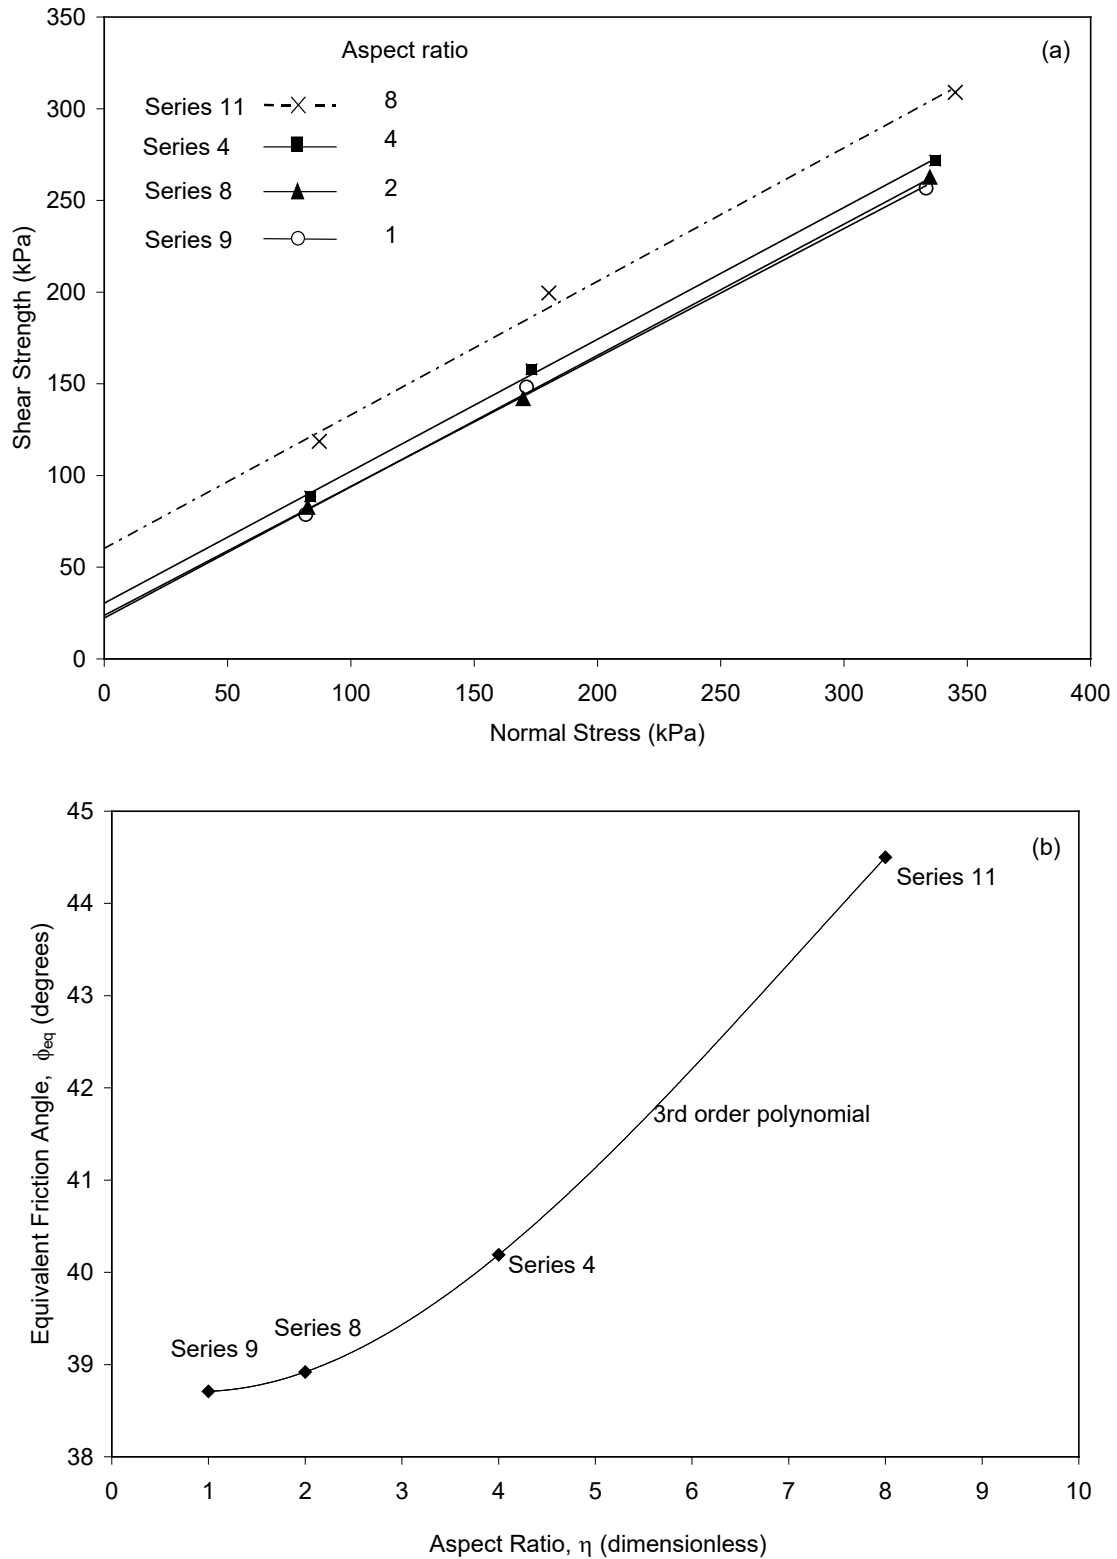 350
300
250
200
150
100
50
0
Shear Strength (kPa)
Aspect ratio
(a)
Series 11 8
Series 4 4
Series 8 2
Series 9 1
0 50 100 150 200 250 300 350 400
Normal Stress (kPa)
45
44
43
42
41
40
39
38
Equivalent Friction Angle, ϕeq (degrees)
(b)
Series 11
3rd order polynomial
Series 4
Series 8
Series 9
0 1 2 3 4 5 6 7 8 9 10
Aspect Ratio, η (dimensionless)